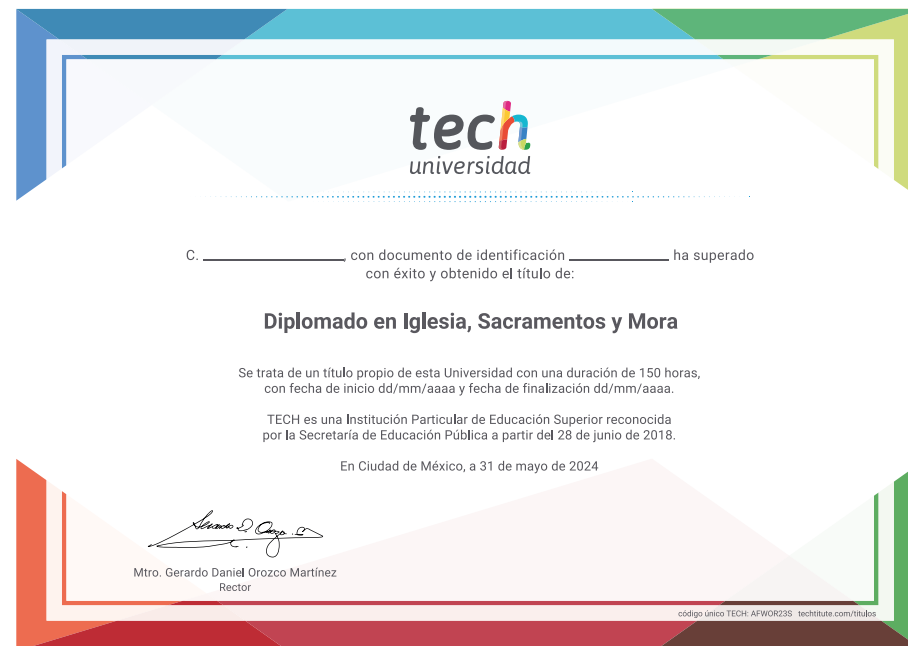 tech
universidad
C. ___________________, con documento de identificación _____________ ha superado
con éxito y obtenido el título de:
Diplomado en Iglesia, Sacramentos y Mora
Se trata de un título propio de esta Universidad con una duración de 150 horas,
con fecha de inicio dd/mm/aaaa y fecha de finalización dd/mm/aaaa.
TECH es una Institución Particular de Educación Superior reconocida
por la Secretaría de Educación Pública a partir del 28 de junio de 2018.
En Ciudad de México, a 31 de mayo de 2024
Mtro. Gerardo Daniel Orozco Martínez
Rector
código único TECH: AFWOR23S techtitute.com/titulos